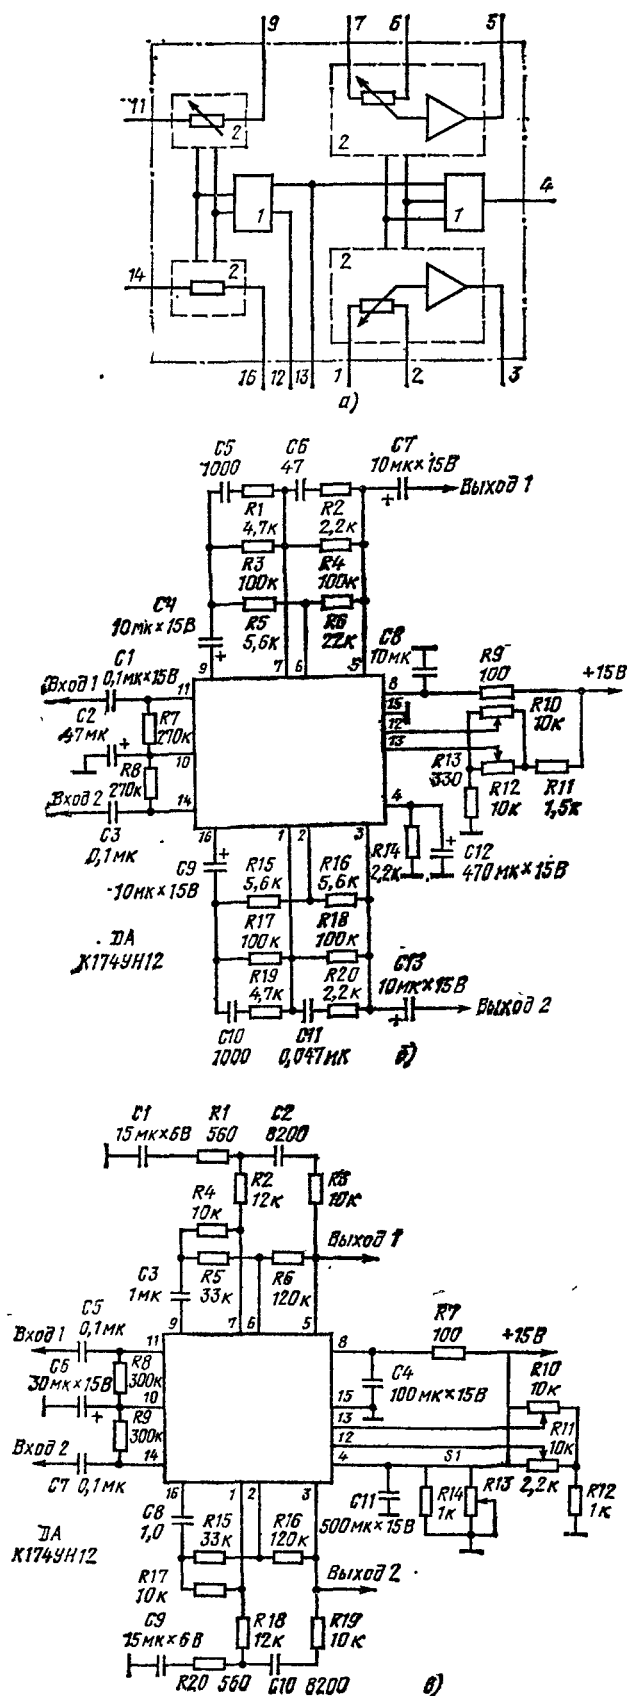 9
7
6
5
11
2
2
1
1
4
14
2
2
16
12
13
1
2
3
а)
C5
1000
C6
47
C7
10мк×15В
Выход 1
R1
4,7к
R2
2,2к
R3
100к
R4
100к
R5
5,6к
R6
22к
C4
10мк×15В
C8
10мк
R9
100
+15В
9
7
6
5
Вход 1
C1
0,1мк×15В
11
8
15
12
13
R10
10к
C2
47мк
R7
270к
10
R8
270к
R13
330
R12
10к
R11
1,5к
Вход 2
14
4
C3
0,1мк
16
1
2
3
R14
2,2к
C12
470мк×15В
C9
10мк×15В
R15
5,6к
R16
5,6к
R17
100к
R18
100к
DA
К174УН12
R19
4,7к
R20
2,2к
C13
10мк×15В
Выход 2
C10
1000
C11
0,047мк
б)
C1
15мк×6В
R1
560
C2
8200
R2
12к
R3
10к
R4
10к
Выход 1
C3
1мк
R5
33к
R6
120к
9
7
6
5
Вход 1
C5
0,1мк
11
8
R7
100
+15В
C6
30мк×15В
R8
300к
10
C4
100мк×15В
15
13
R10
10к
R9
300к
12
R11
10к
Вход 2
14
4
S1
2,2к
C7 0,1мк
16
1
2
3
C8
1,0
C11
500мк×15В
R14
1к
R13
R12
1к
R15
33к
R16
120к
DA
К174УН12
R17
10к
Выход 2
C9
15мк×6В
R18
12к
R19
10к
R20 560
C10 8200
в)